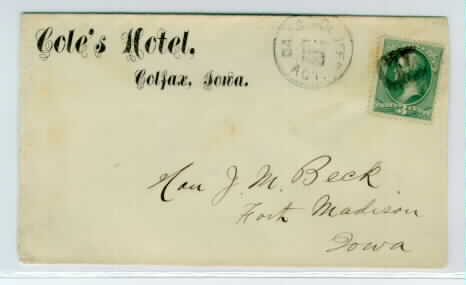 Cole's Hotel.
Colfax, Iowa.
Hon J. M. Beck
Fort Madison
Iowa